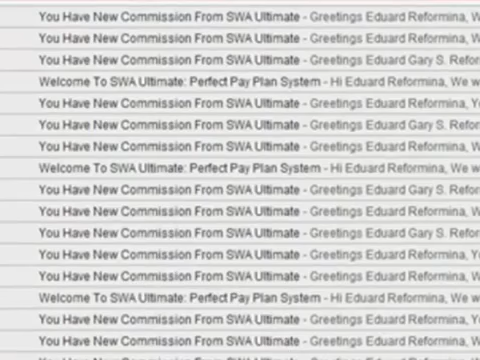 You Have New Commission From SWA Ultimate - Greetings Eduard Reformina, W
You Have New Commission From SWA Ultimate - Greetings Eduard Reformina, W
You Have New Commission From SWA Ultimate - Greetings Eduard Gary S. Refor
Welcome To SWA Ultimate: Perfect Pay Plan System - Hi Eduard Reformina, We w
You Have New Commission From SWA Ultimate - Greetings Eduard Reformina, Y
You Have New Commission From SWA Ultimate - Greetings Eduard Gary S. Refor
You Have New Commission From SWA Ultimate - Greetings Eduard Reformina, W
Welcome To SWA Ultimate: Perfect Pay Plan System - Hi Eduard Reformina, We w
You Have New Commission From SWA Ultimate - Greetings Eduard Gary S. Refor
You Have New Commission From SWA Ultimate - Greetings Eduard Reformina, W
You Have New Commission From SWA Ultimate - Greetings Eduard Gary S. Refor
You Have New Commission From SWA Ultimate - Greetings Eduard Reformina, Y
You Have New Commission From SWA Ultimate - Greetings Eduard Reformina, W
Welcome To SWA Ultimate: Perfect Pay Plan System - Hi Eduard Reformina, We w
You Have New Commission From SWA Ultimate - Greetings Eduard Reformina, Y
You Have New Commission From SWA Ultimate - Greetings Eduard Reformina, W